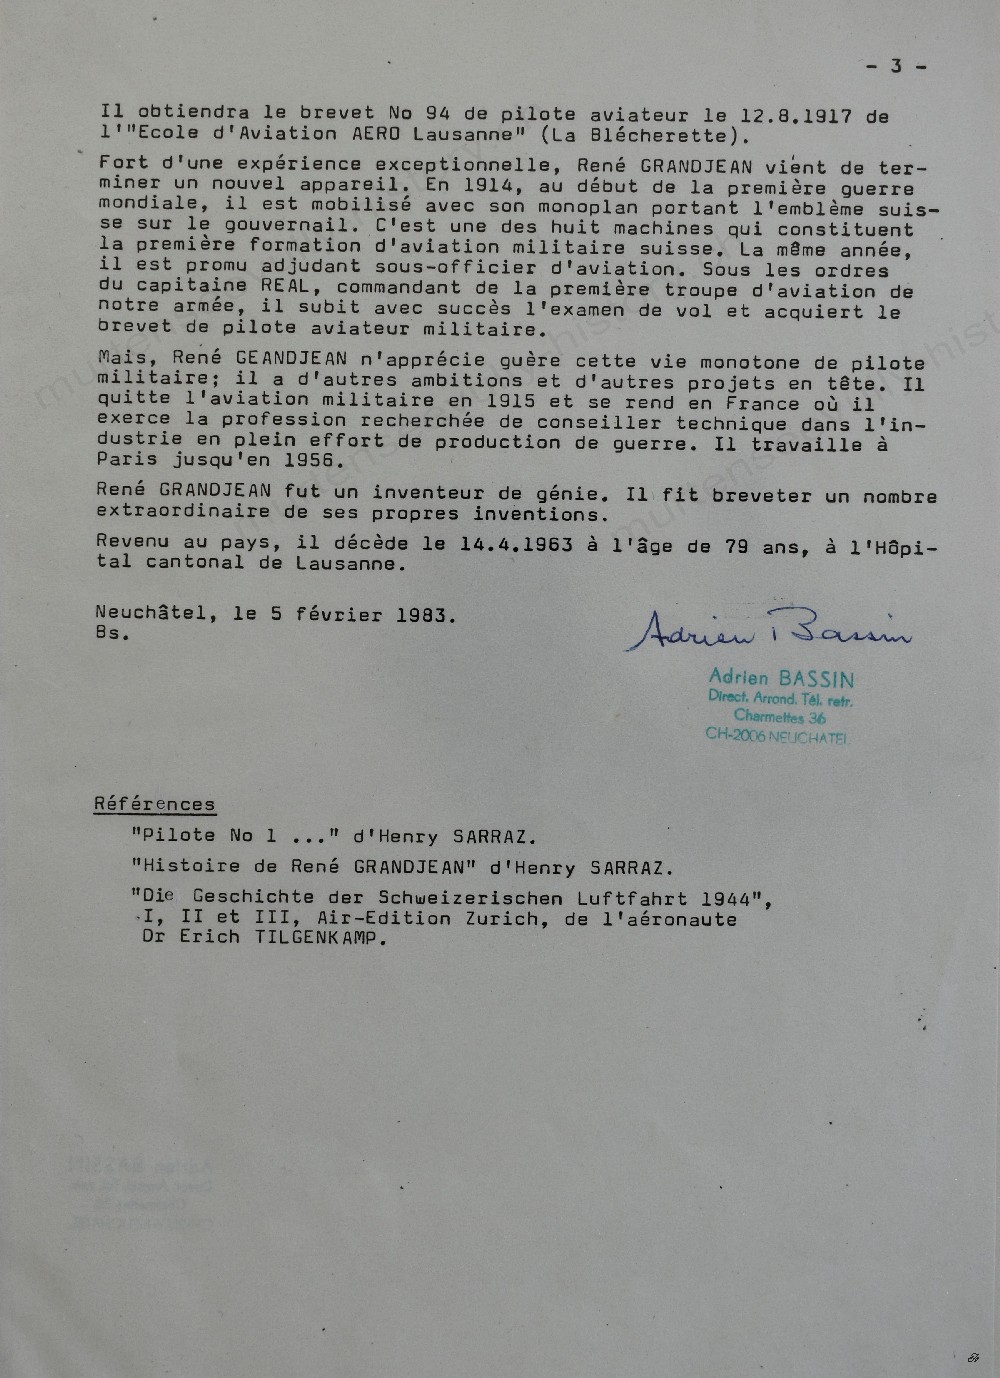 - 3 -
Il obtiendra le brevet No 94 de pilote aviateur le 12.8.1917 de
l'"Ecole d'Aviation AERO Lausanne" (La Blécherette).
Fort d'une expérience exceptionnelle, René GRANDJEAN vient de ter-
miner un nouvel appareil. En 1914, au début de la première guerre
mondiale, il est mobilisé avec son monoplan portant l'emblème suis-
se sur le gouvernail. C'est une des huit machines qui constituent
la première formation d'aviation militaire suisse. La même année,
il est promu adjudant sous-officier d'aviation. Sous les ordres
du capitaine REAL, commandant de la première troupe d'aviation de
notre armée, il subit avec succès l'examen de vol et acquiert le
brevet de pilote aviateur militaire.
Mais, René GEANDJEAN n'apprécie guère cette vie monotone de pilote
militaire; il a d'autres ambitions et d'autres projets en tête. Il
quitte l'aviation militaire en 1915 et se rend en France où il
exerce la profession recherchée de conseiller technique dans l'in-
dustrie en plein effort de production de guerre. Il travaille à
Paris jusqu'en 1956.
René GRANDJEAN fut un inventeur de génie. Il fit breveter un nombre
extraordinaire de ses propres inventions.
Revenu au pays, il décède le 14.4.1963 à l'âge de 79 ans, à l'Hôpi-
tal cantonal de Lausanne.
Neuchâtel, le 5 février 1983.
Bs.
Adrien Bassin
Adrien BASSIN
Direct. Arrond. Tél. retr.
Charmettes 36
CH-2006 NEUCHATEL
Références
"Pilote No 1 ..." d'Henry SARRAZ.
"Histoire de René GRANDJEAN" d'Henry SARRAZ.
"Die Geschichte der Schweizerischen Luftfahrt 1944",
I, II et III, Air-Edition Zurich, de l'aéronaute
Dr Erich TILGENKAMP.